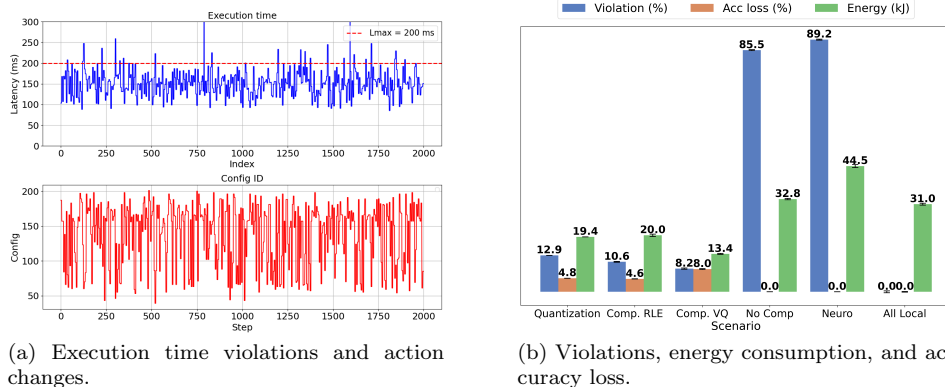 Execution time
Lmax = 200 ms
Latency (ms)
300
250
200
150
100
50
0
0 250 500 750 1000 1250 1500 1750 2000
Index
Config ID
Config
200
150
100
50
0 250 500 750 1000 1250 1500 1750 2000
Step
(a) Execution time violations and action
changes.
Violation (%) Acc loss (%) Energy (kJ)
12.9 4.8 19.4
10.6 4.6 20.0
8.2 8.0 13.4
85.5 0.0 32.8
89.2 0.0 44.5
0.0 0.0 31.0
Quantization Comp. RLE Comp. VQ No Comp Neuro All Local
Scenario
(b) Violations, energy consumption, and ac
curacy loss.